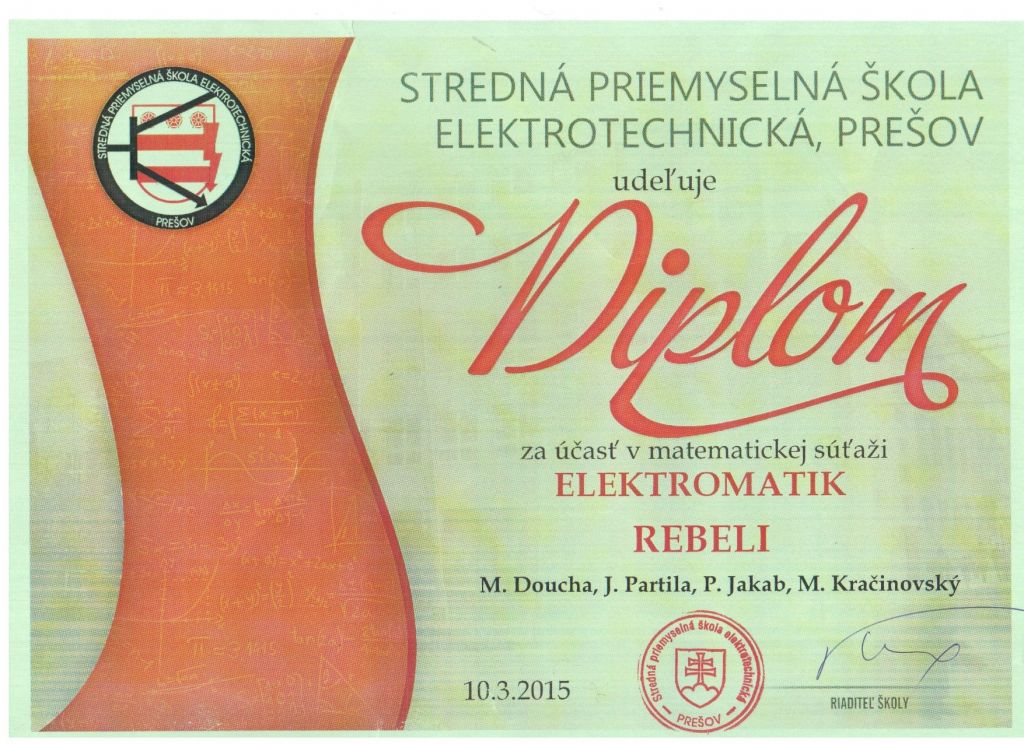 STREDNÁ PRIEMYSELNÁ ŠKOLA ELEKTROTECHNICKÁ
PREŠOV
STREDNÁ PRIEMYSELNÁ ŠKOLA
ELEKTROTECHNICKÁ, PREŠOV
udeľuje
Diplom
za účasť v matematickej súťaži
ELEKTROMATIK
REBELI
M. Doucha, J. Partila, P. Jakab, M. Kračinovský
Stredná priemyselná škola elektrotechnická
PREŠOV
10.3.2015
RIADITEĽ ŠKOLY